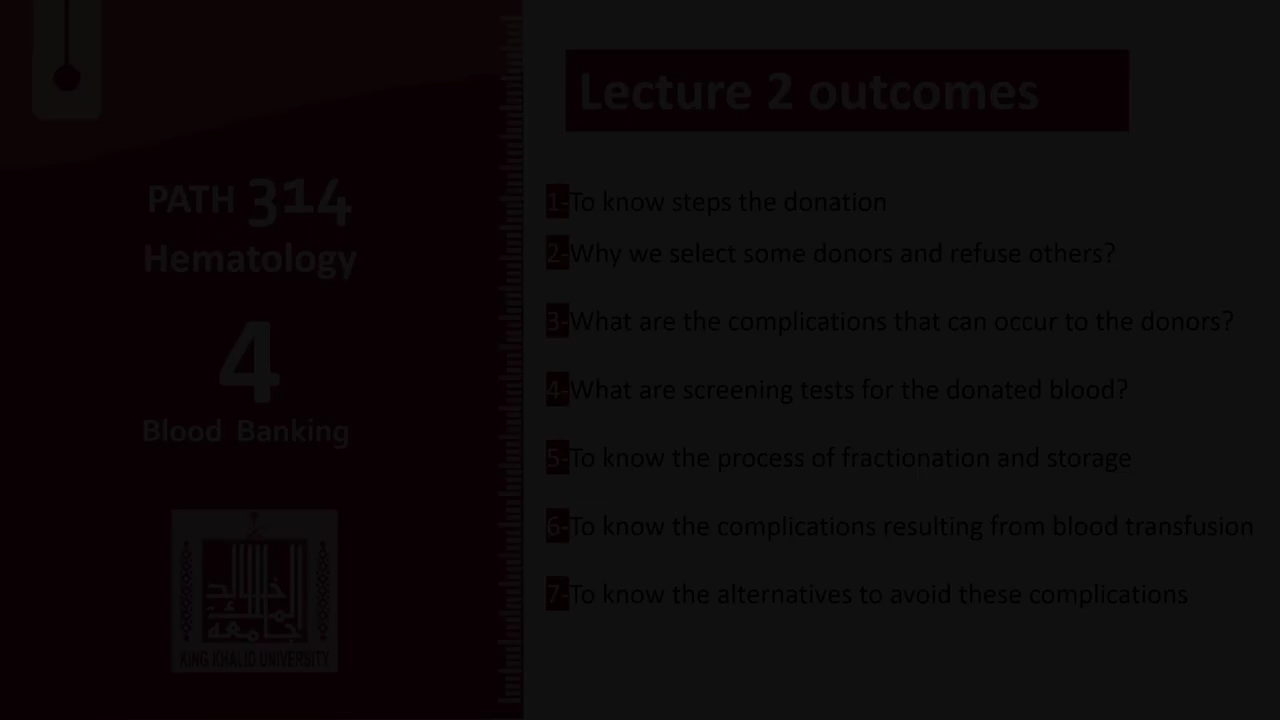 PATH 314
Hematology
4
Blood Banking
جامعة
الملك
خالد
KING KHALID UNIVERSITY
Lecture 2 outcomes
1-To know steps the donation
2-Why we select some donors and refuse others?
3-What are the complications that can occur to the donors?
4-What are screening tests for the donated blood?
5-To know the process of fractionation and storage
6-To know the complications resulting from blood transfusion
7-To know the alternatives to avoid these complications